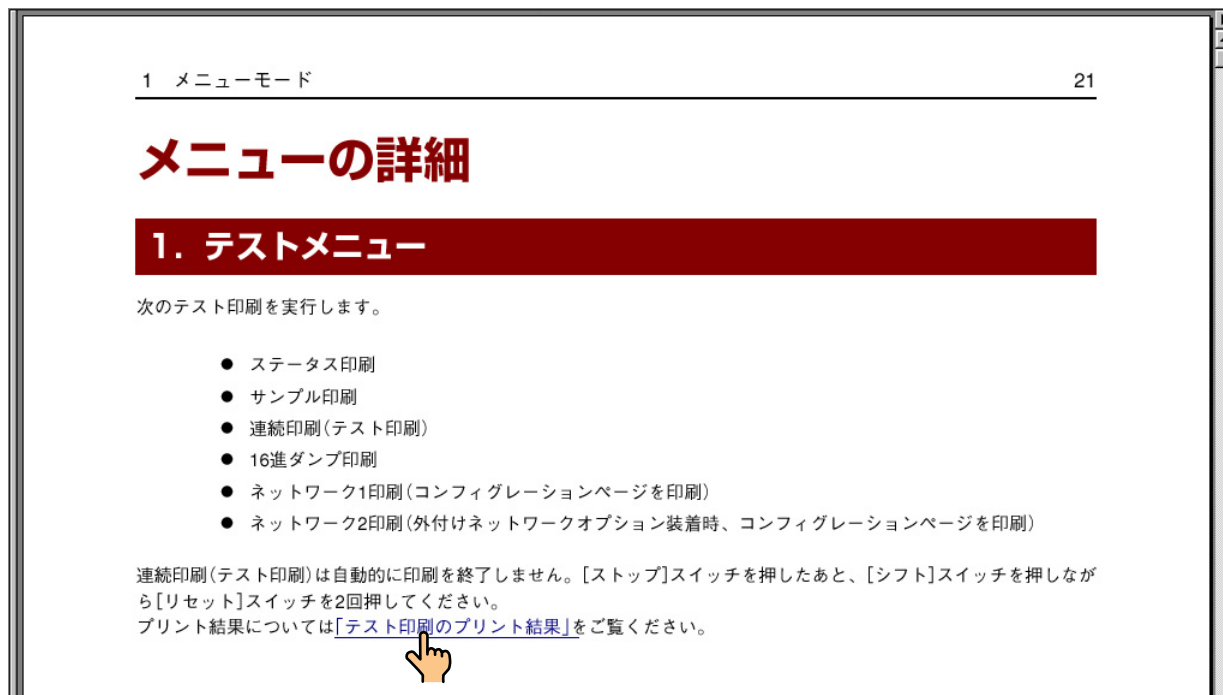 1 メニューモード 21
メニューの詳細
1. テストメニュー
次のテスト印刷を実行します。
● ステータス印刷
● サンプル印刷
● 連続印刷(テスト印刷)
● 16進ダンプ印刷
● ネットワーク1印刷(コンフィグレーションページを印刷)
● ネットワーク2印刷(外付けネットワークオプション装着時、コンフィグレーションページを印刷)
連続印刷(テスト印刷)は自動的に印刷を終了しません。[ストップ]スイッチを押したあと、[シフト]スイッチを押しなが
ら[リセット]スイッチを2回押してください。
プリント結果については「テスト印刷のプリント結果」をご覧ください。